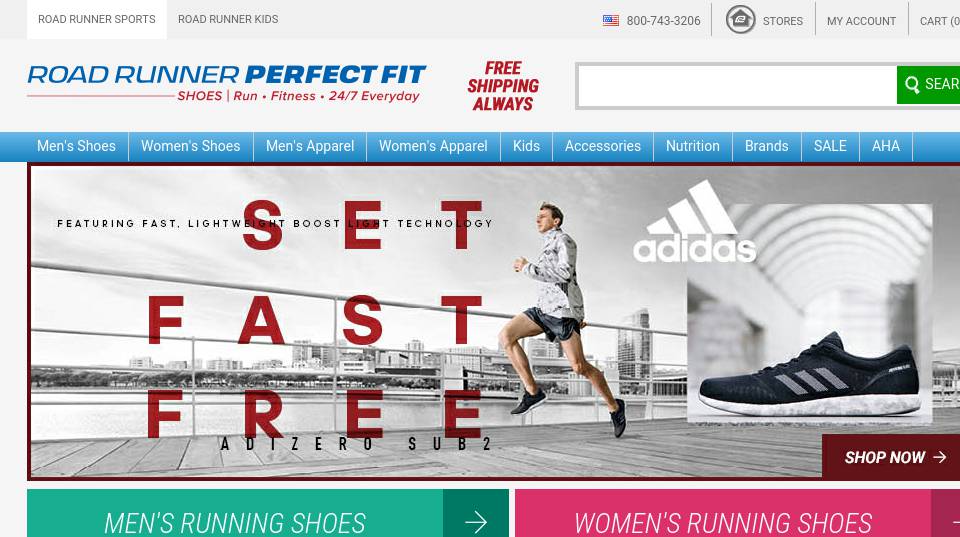 ROAD RUNNER SPORTS
ROAD RUNNER KIDS
800-743-3206
STORES
MY ACCOUNT
CART (0
ROAD RUNNER PERFECT FIT
SHOES | Run • Fitness • 24/7 Everyday
FREE
SHIPPING
ALWAYS
SEAR
Men's Shoes
Women's Shoes
Men's Apparel
Women's Apparel
Kids
Accessories
Nutrition
Brands
SALE
AHA
SET
FEATURING FAST, LIGHTWEIGHT BOOST LIGHT TECHNOLOGY
FAST
FREE
ADIZERO SUB2
adidas
SHOP NOW
MEN'S RUNNING SHOES
WOMEN'S RUNNING SHOES